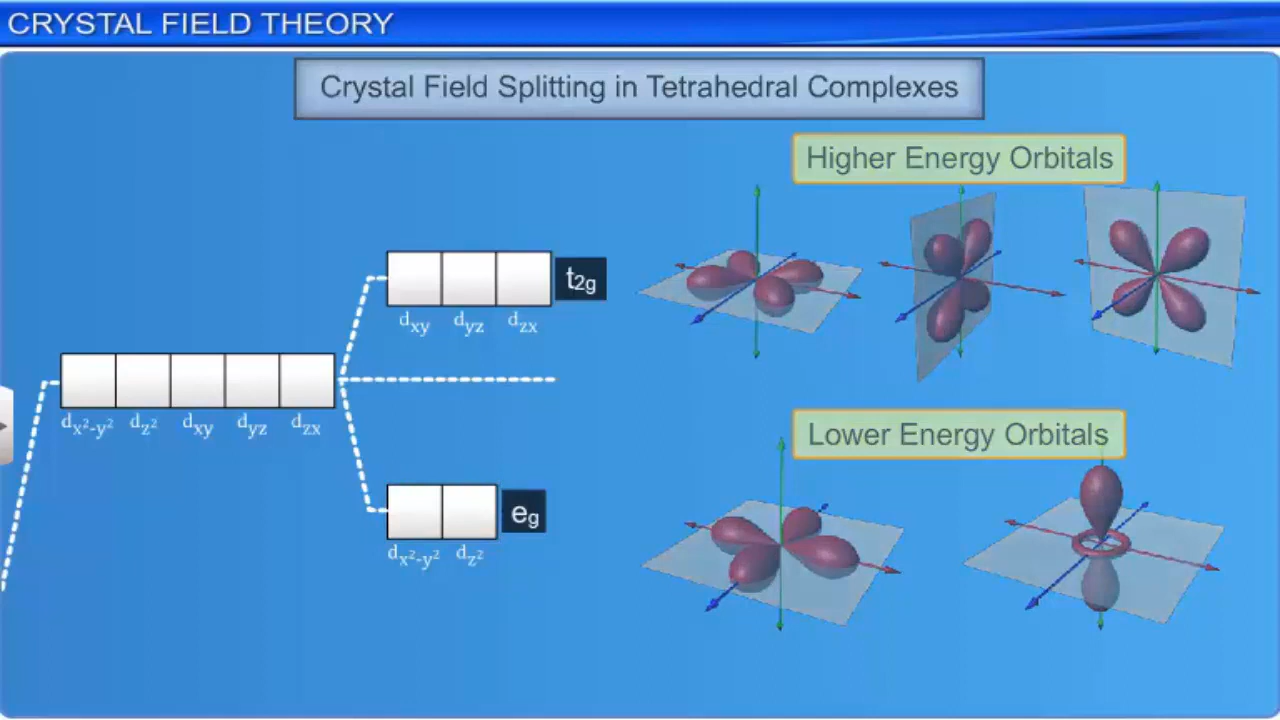 CRYSTAL FIELD THEORY
Crystal Field Splitting in Tetrahedral Complexes
Higher Energy Orbitals
t2g
dxy dyz dzx
dx²-y² dz² dxy dyz dzx
Lower Energy Orbitals
eg
dx²-y² dz²